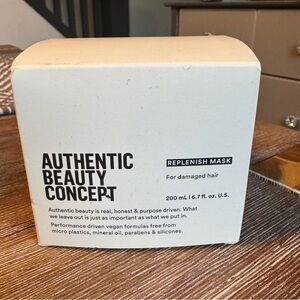 AUTHENTIC
BEAUTY
CONCEPT
REPLENISH MASK
For damaged hair
200 mL | 6.7 fl. oz. U.S.
Authentic beauty is real, honest & purpose driven. What
we leave out is just as important as what we put in.
Performance driven vegan formulas free from
micro plastics, mineral oil, parabens & silicones.